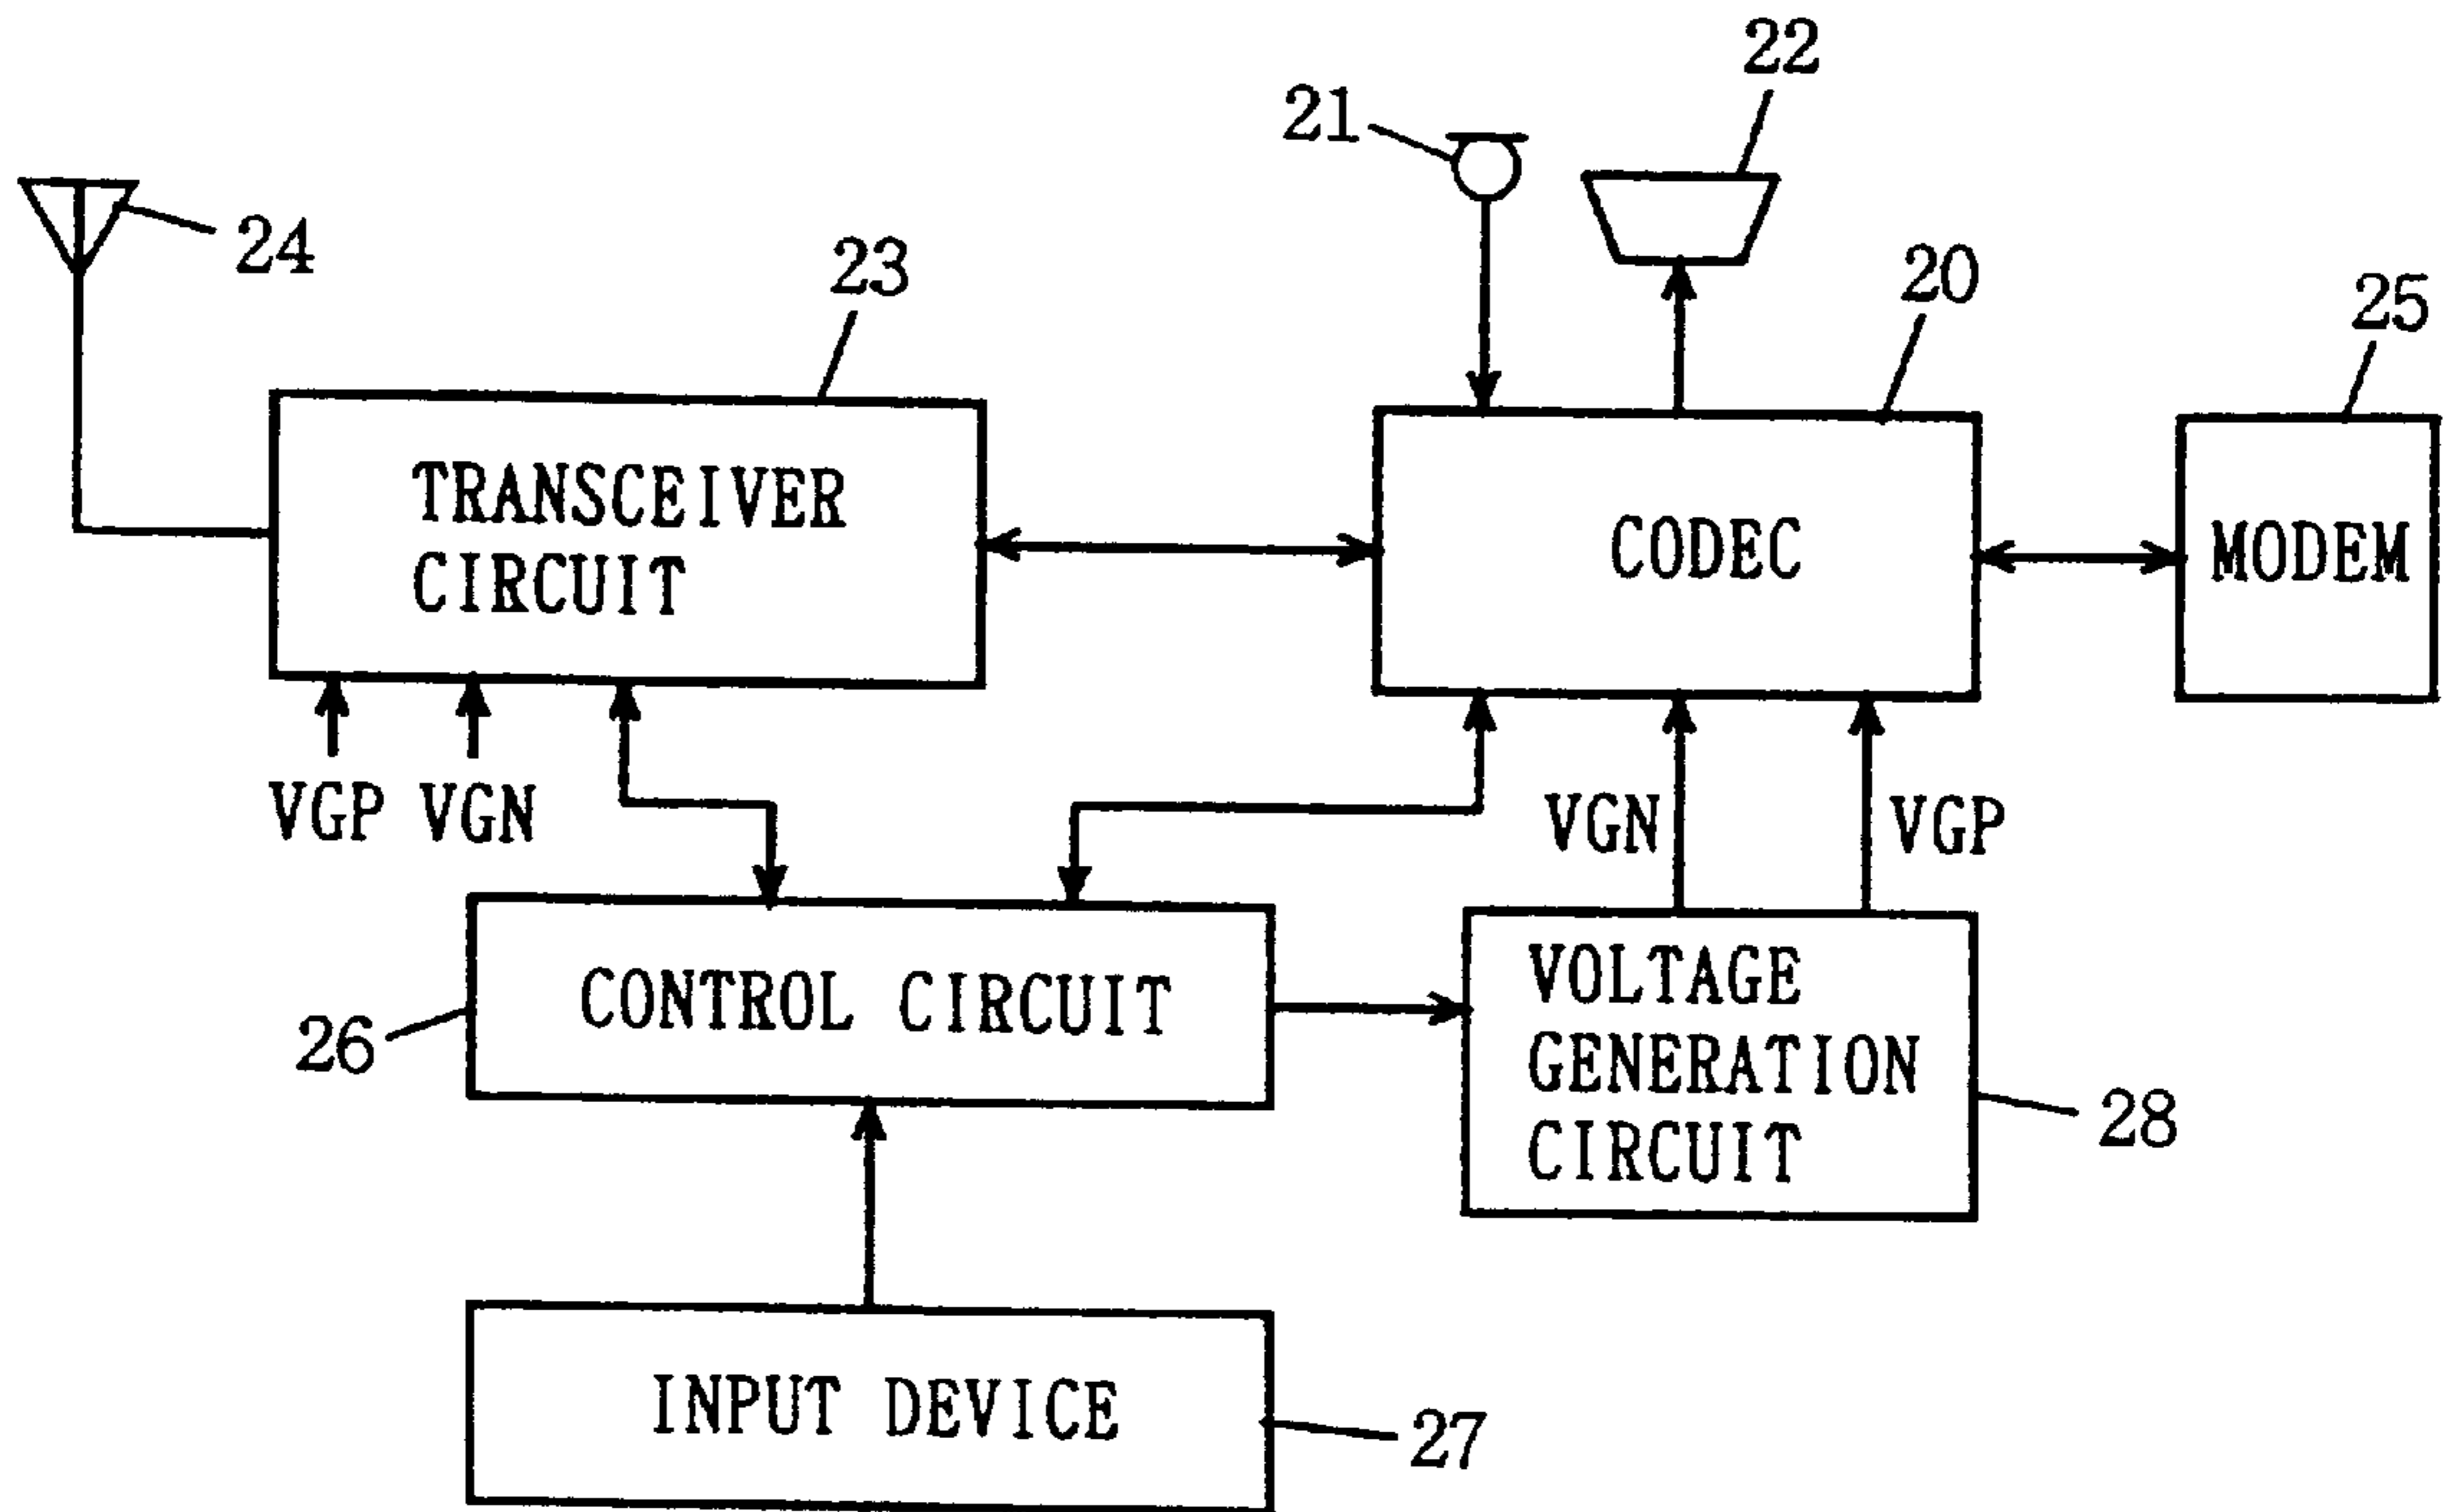 22
21
24
23
20
25
TRANSCEIVER
CIRCUIT
CODEC
MODEM
VGP VGN
VGN
VGP
CONTROL CIRCUIT
26
VOLTAGE
GENERATION
CIRCUIT
28
INPUT DEVICE
27